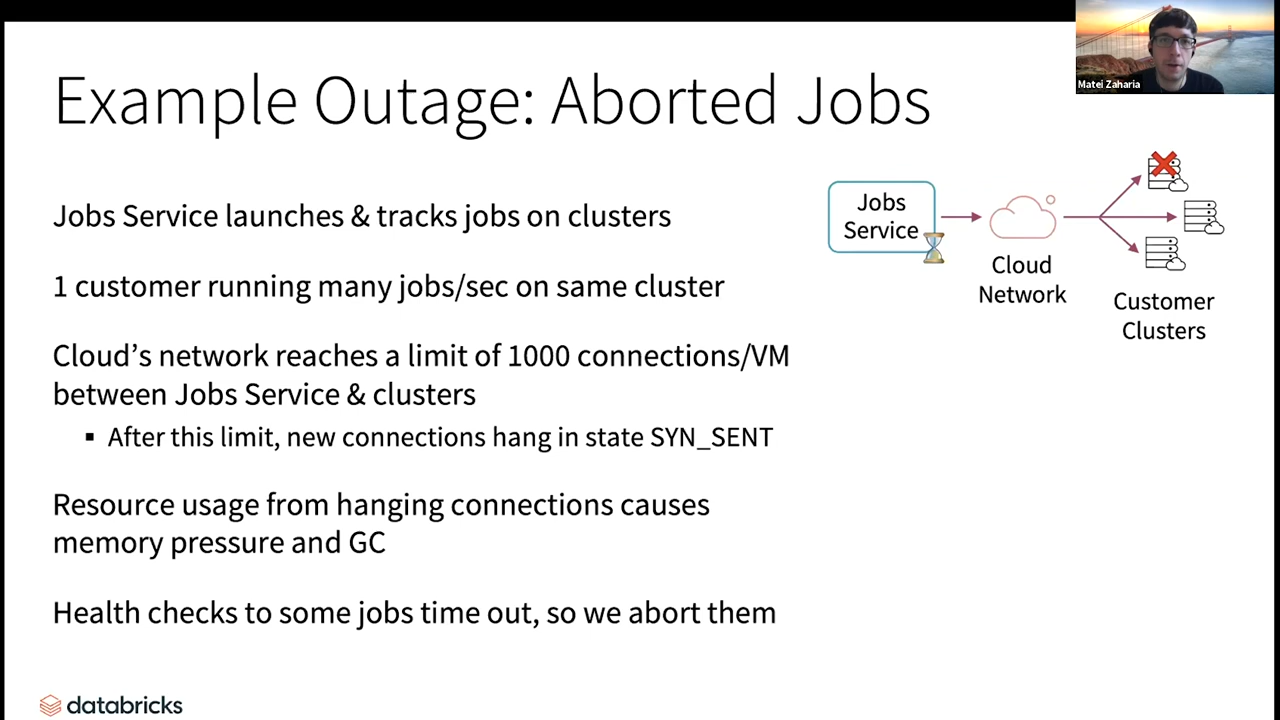 Matei Zaharia
Example Outage: Aborted Jobs
Jobs Service launches & tracks jobs on clusters
1 customer running many jobs/sec on same cluster
Cloud’s network reaches a limit of 1000 connections/VM
between Jobs Service & clusters
▪ After this limit, new connections hang in state SYN_SENT
Resource usage from hanging connections causes
memory pressure and GC
Health checks to some jobs time out, so we abort them
Jobs
Service
Cloud
Network
Customer
Clusters
databricks